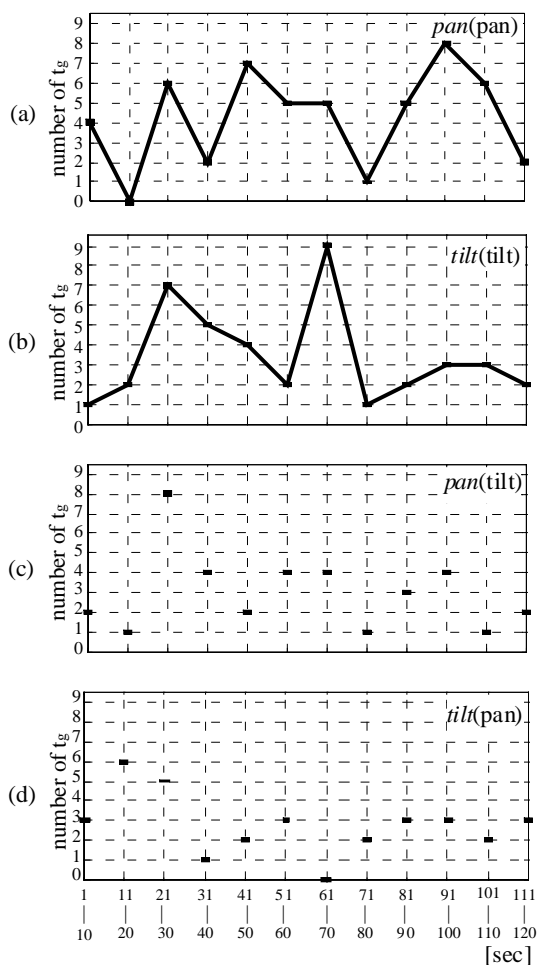 (a)
number of tg
9
8
7
6
5
4
3
2
1
0
pan(pan)
(b)
number of tg
9
8
7
6
5
4
3
2
1
0
tilt(tilt)
(c)
number of tg
9
8
7
6
5
4
3
2
1
0
pan(tilt)
(d)
number of tg
9
8
7
6
5
4
3
2
1
0
tilt(pan)
1 11 21 31 41 51 61 71 81 91 101 111
| | | | | | | | | | | |
10 20 30 40 50 60 70 80 90 100 110 120
[sec]